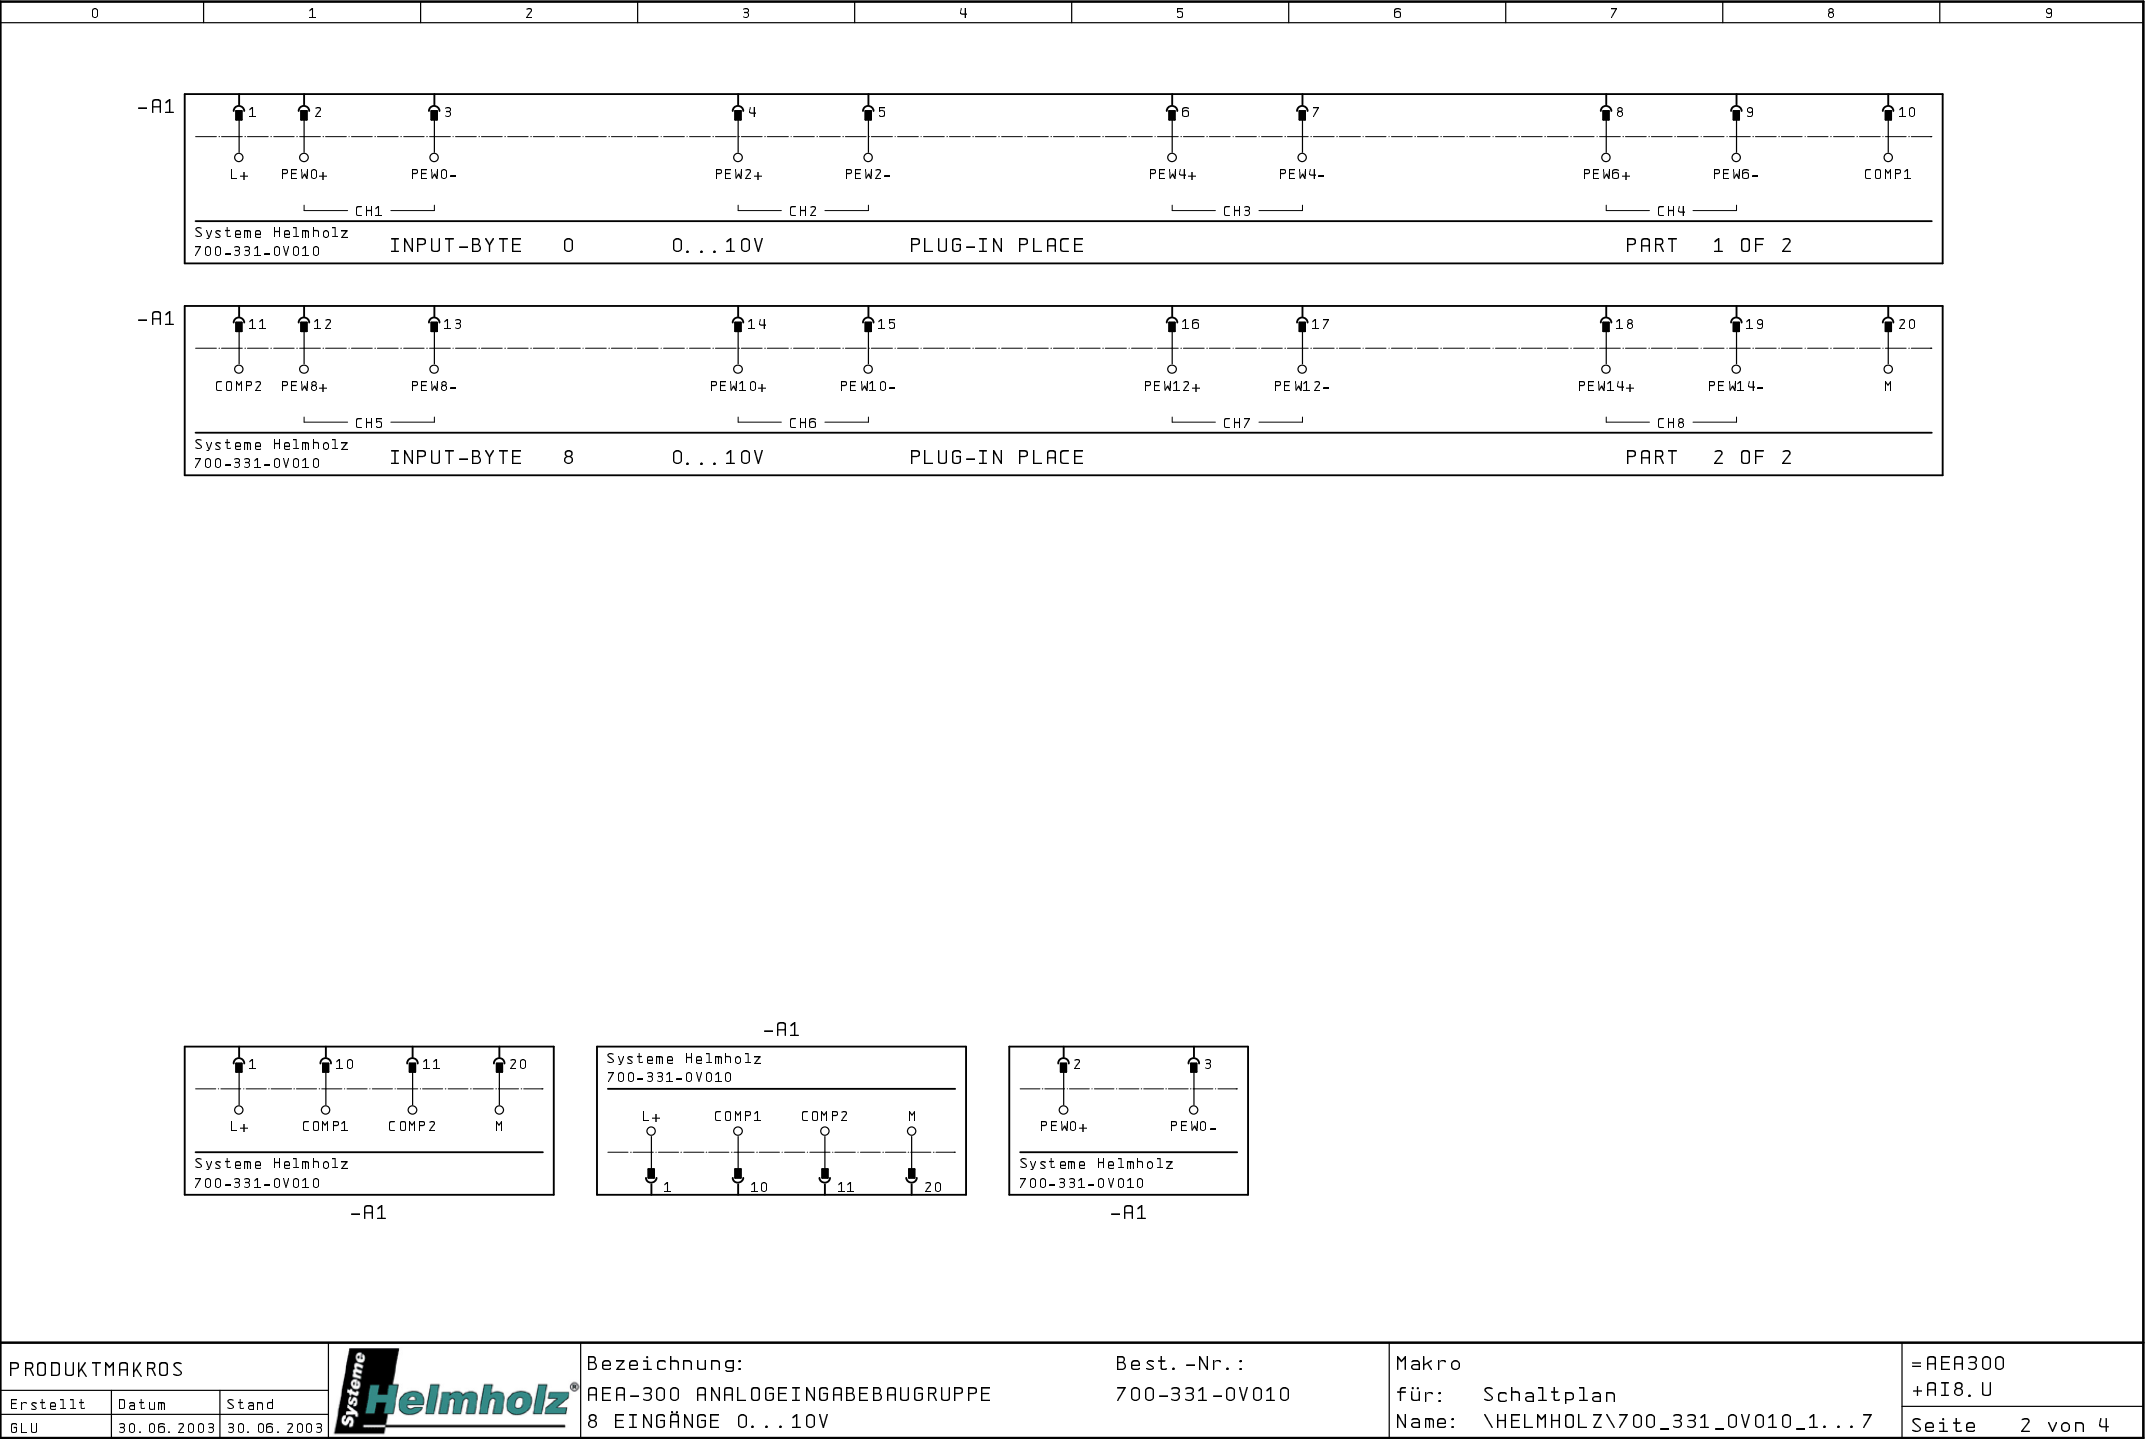 0 1 2 3 4 5 6 7 8 9
-A1 1 2 3 4 5 6 7 8 9 10
L+ PEW0+ PEW0- PEW2+ PEW2- PEW4+ PEW4- PEW6+ PEW6- COMP1
CH1 CH2 CH3 CH4
Systeme Helmholz
700-331-0V010 INPUT-BYTE 0 0...10V PLUG-IN PLACE PART 1 OF 2
-A1 11 12 13 14 15 16 17 18 19 20
COMP2 PEW8+ PEW8- PEW10+ PEW10- PEW12+ PEW12- PEW14+ PEW14- M
CH5 CH6 CH7 CH8
Systeme Helmholz
700-331-0V010 INPUT-BYTE 8 0...10V PLUG-IN PLACE PART 2 OF 2
1 10 11 20
L+ COMP1 COMP2 M
Systeme Helmholz
700-331-0V010
-A1
-A1
Systeme Helmholz
700-331-0V010
L+ COMP1 COMP2 M
1 10 11 20
2 3
PEW0+ PEW0-
Systeme Helmholz
700-331-0V010
-A1
PRODUKTMAKROS
Erstellt Datum Stand
GLU 30.06.2003 30.06.2003
Systeme
Helmholz®
Bezeichnung: Best.-Nr.:
AEA-300 ANALOGEINGABEBAUGRUPPE 700-331-0V010
8 EINGÄNGE 0...10V
Makro
für: Schaltplan
Name: \HELMHOLZ\700_331_0V010_1...7
=AEA300
+AI8.U
Seite 2 von 4